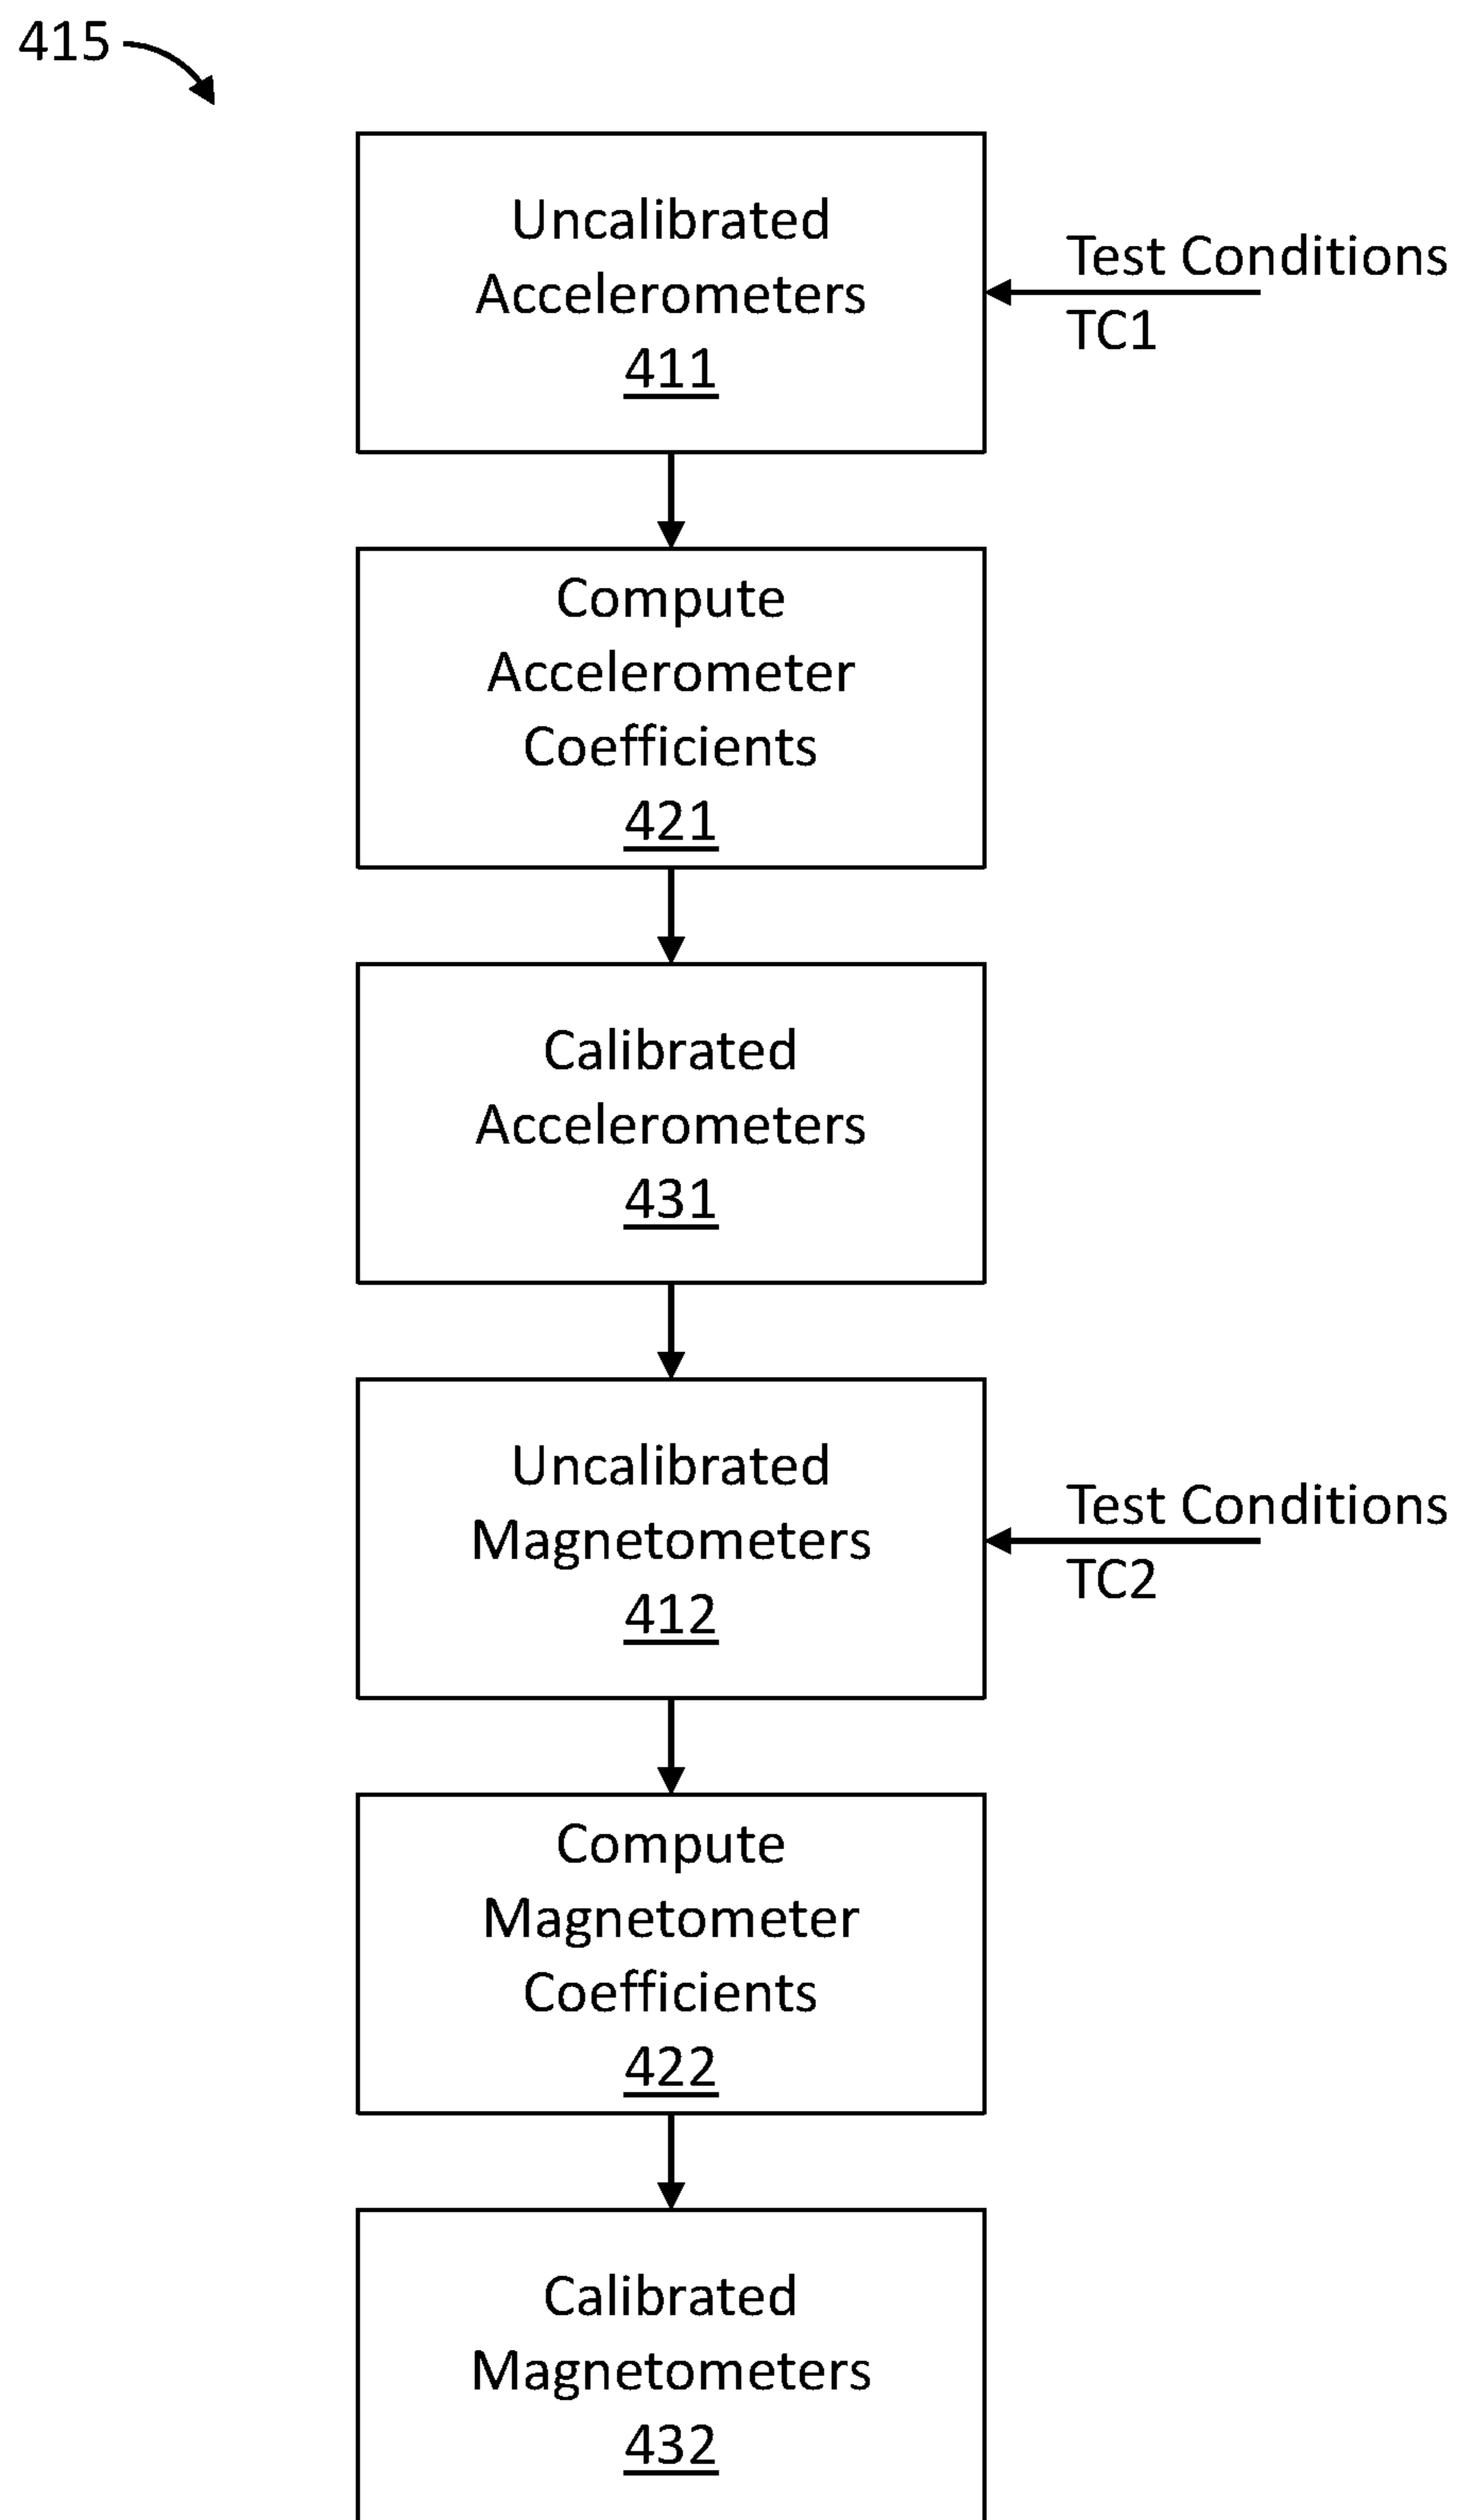 415
Uncalibrated
Accelerometers
411
Test Conditions
TC1
Compute
Accelerometer
Coefficients
421
Calibrated
Accelerometers
431
Uncalibrated
Magnetometers
412
Test Conditions
TC2
Compute
Magnetometer
Coefficients
422
Calibrated
Magnetometers
432